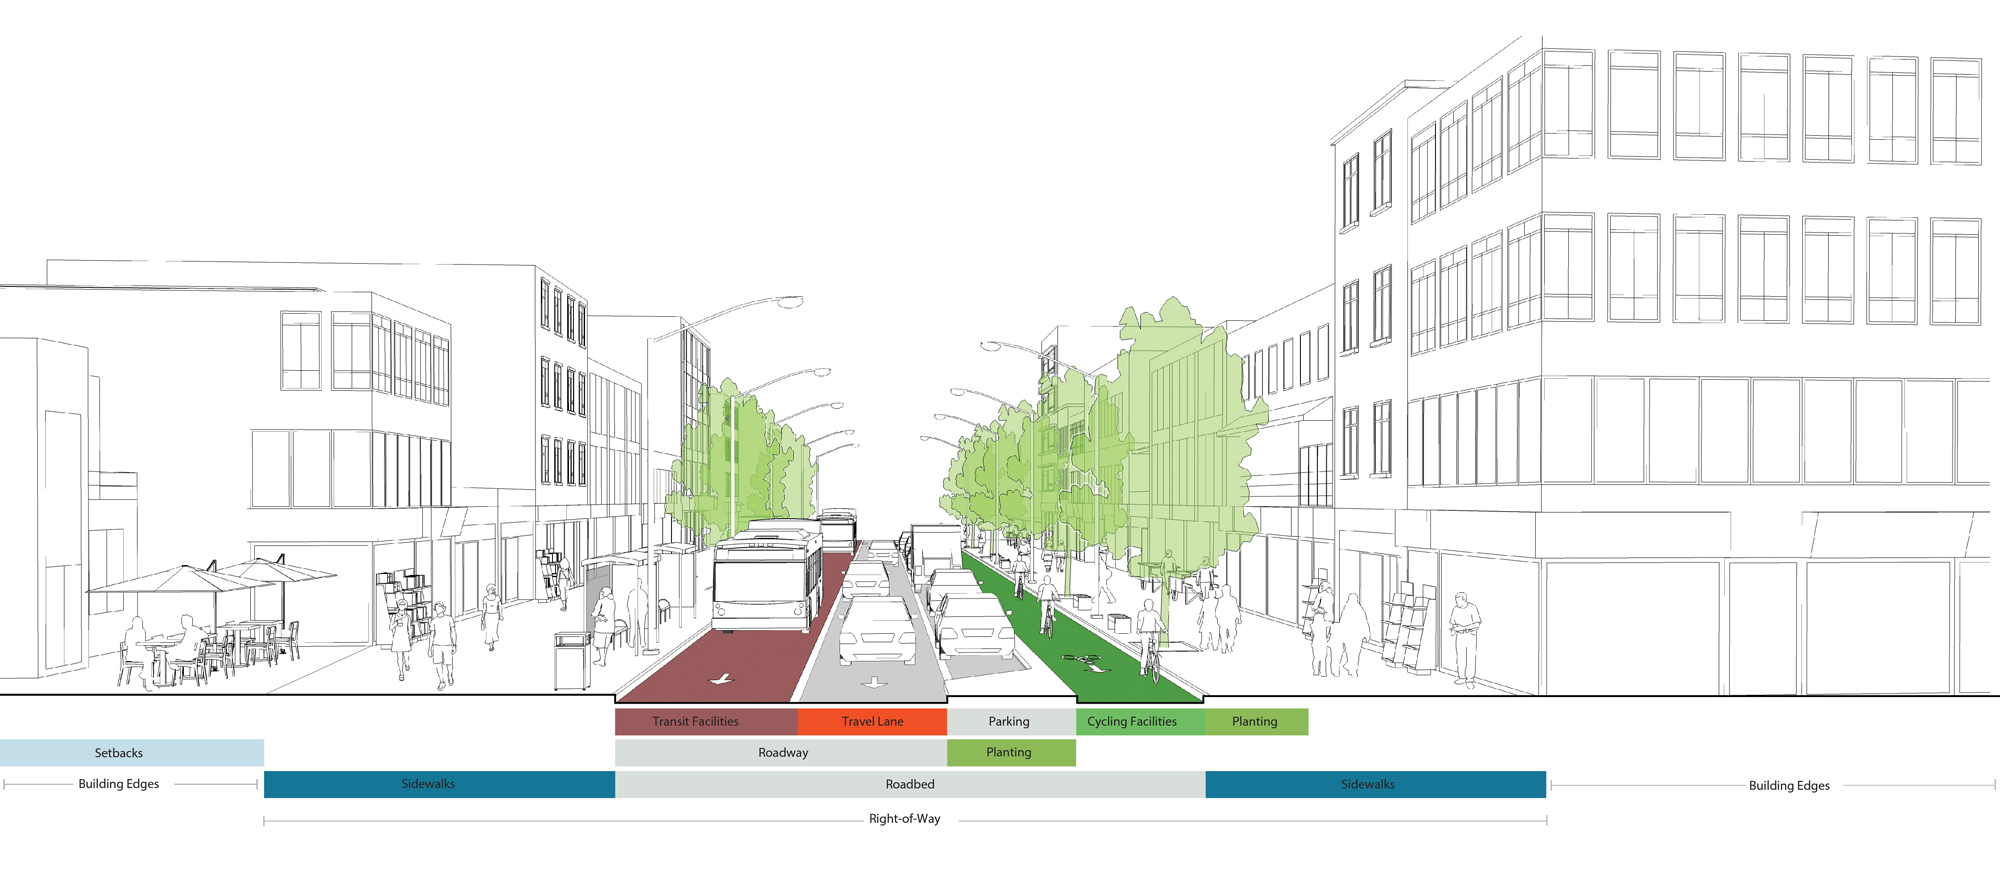 Transit Facilities
Travel Lane
Parking
Cycling Facilities
Planting
Setbacks
Roadway
Planting
Building Edges
Sidewalks
Roadbed
Sidewalks
Building Edges
Right-of-Way